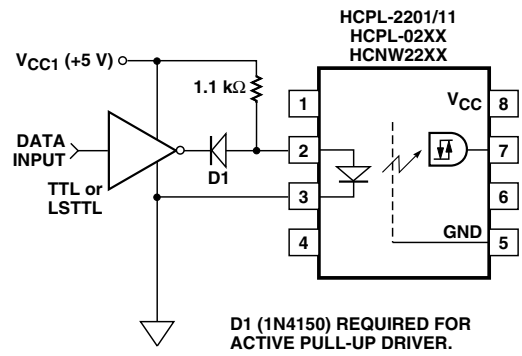 HCPL-2201/11
HCPL-02XX
HCNW22XX
VCC1 (+5 V)
1.1 kΩ
DATA
INPUT
TTL or
LSTTL
D1
1
2
3
4
VCC
8
7
6
GND
5
D1 (1N4150) REQUIRED FOR
ACTIVE PULL-UP DRIVER.